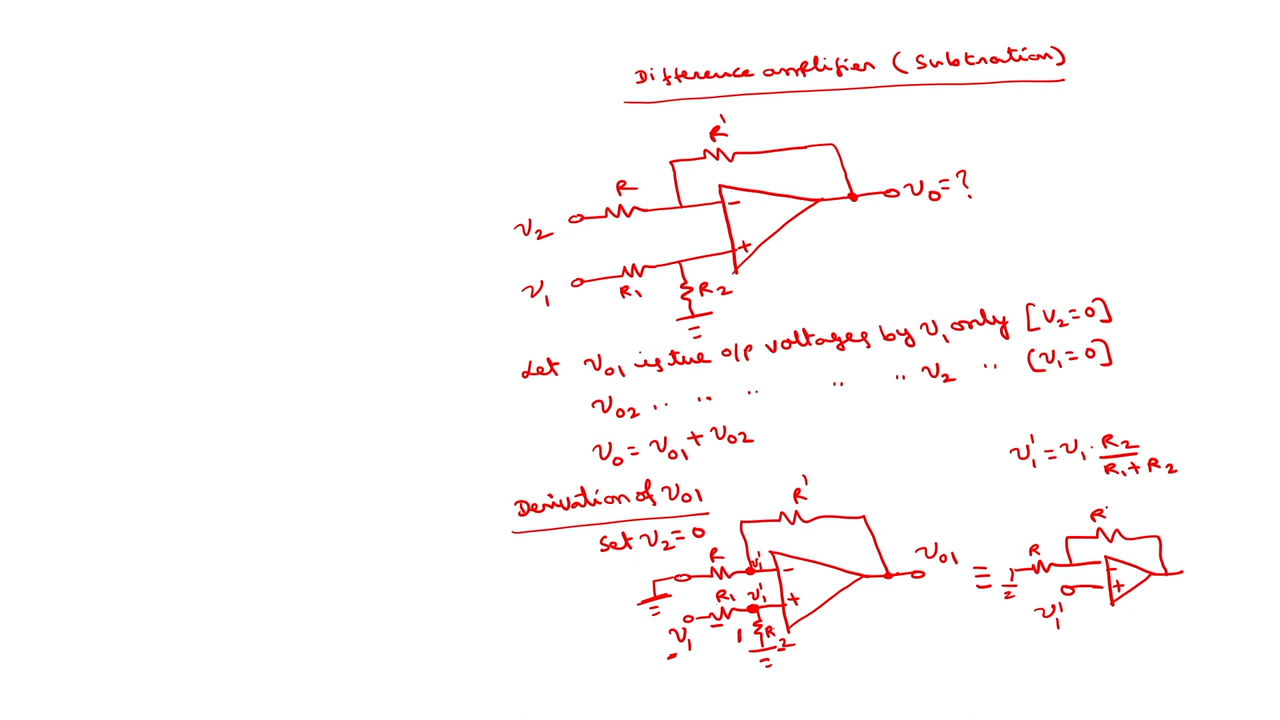 Difference amplifier (Subtration)
R'
R
v2
-
v0=?
+
v1
R1
R2
Let v01 is the o/p voltages by v1 only [v2=0]
v02 .. .. .. .. .. v2 .. (v1=0]
v0 = v01 + v02
v1' = v1 . R2 / R1 + R2
Derivation of v01
Set v2=0
R'
R
v1'
-
v01
≡
R'
R
-
+
v1'
R1
v1'
+
v1
R2